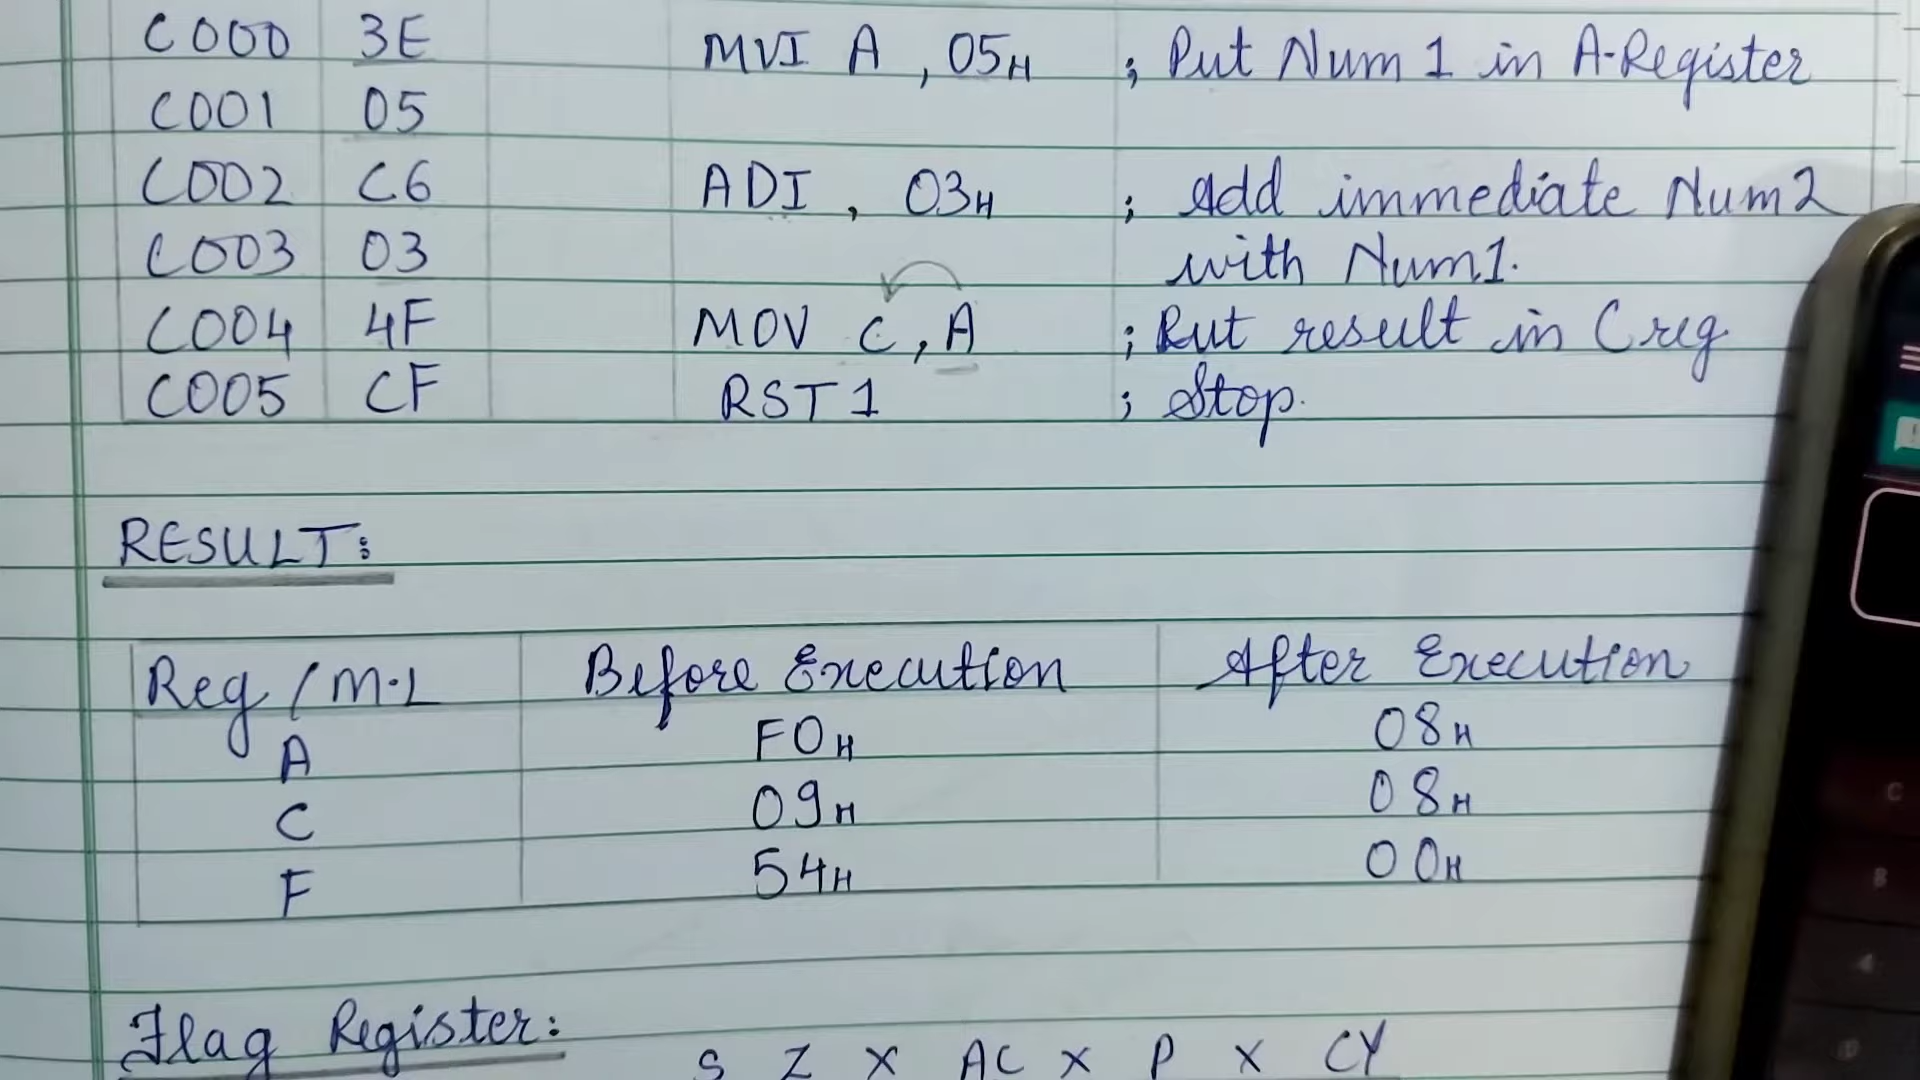 C000 3E MVI A, 05H ; Put Num 1 in A-Register
C001 05
C002 C6 ADI, 03H ; Add immediate Num2
C003 03 with Num1.
C004 4F MOV C, A ; Put result in C reg
C005 CF RST 1 ; Stop.
RESULT:
Reg / M.L Before Execution After Execution
A F0H 08H
C 09H 08H
F 54H 00H
Flag Register:
S Z X AC X P X CY